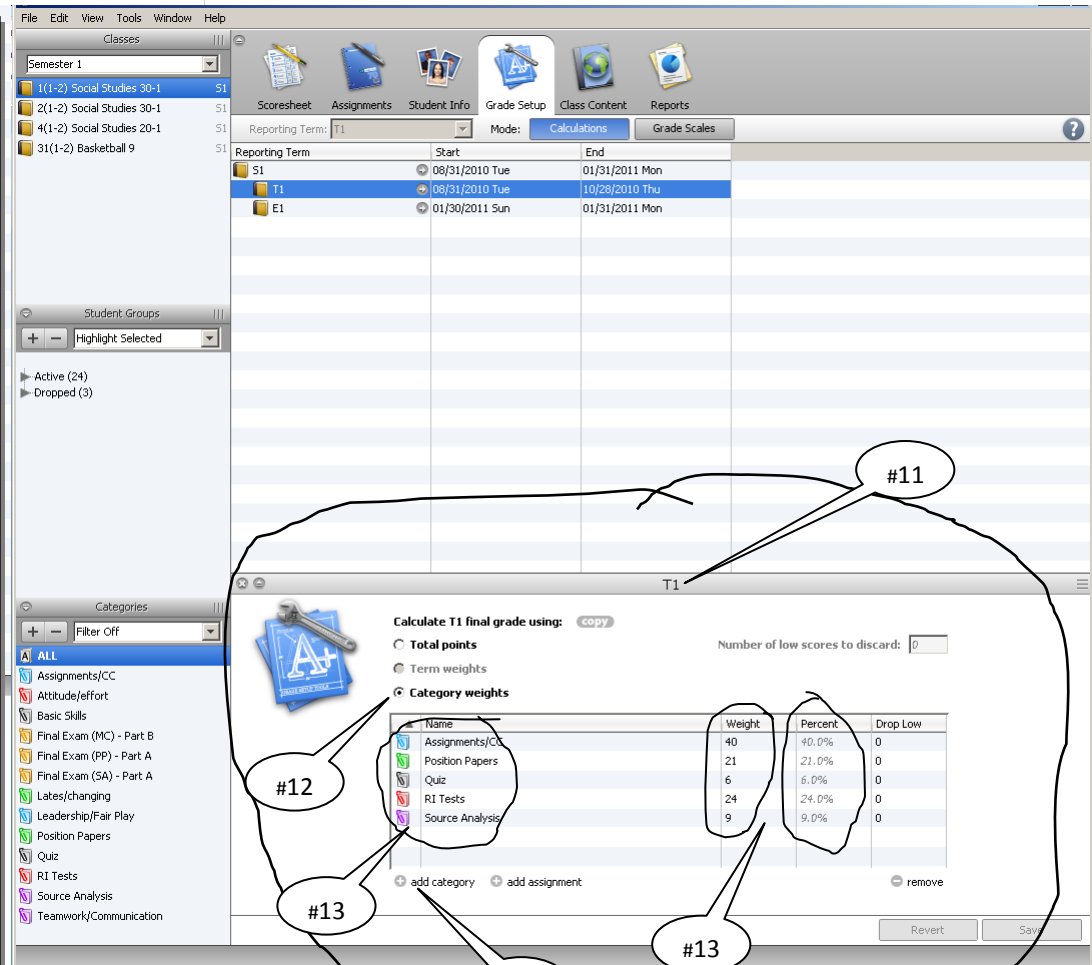 File Edit View Tools Window Help
Classes
Semester 1
1(1-2) Social Studies 30-1 S1
2(1-2) Social Studies 30-1 S1
4(1-2) Social Studies 20-1 S1
31(1-2) Basketball 9 S1
Student Groups
Highlight Selected
Active (24)
Dropped (3)
Categories
Filter Off
ALL
Assignments/CC
Attitude/effort
Basic Skills
Final Exam (MC) - Part B
Final Exam (PP) - Part A
Final Exam (SA) - Part A
Lates/changing
Leadership/Fair Play
Position Papers
Quiz
RI Tests
Source Analysis
Teamwork/Communication
Scoresheet Assignments Student Info Grade Setup Class Content Reports
Reporting Term: T1 Mode: Calculations Grade Scales ?
Reporting Term Start End
S1 08/31/2010 Tue 01/31/2011 Mon
T1 08/31/2010 Tue 10/28/2010 Thu
E1 01/30/2011 Sun 01/31/2011 Mon
#11
T1
Calculate T1 final grade using: copy
Total points Number of low scores to discard: 0
Term weights
Category weights
Name Weight Percent Drop Low
Assignments/CC 40 40.0% 0
Position Papers 21 21.0% 0
Quiz 6 6.0% 0
RI Tests 24 24.0% 0
Source Analysis 9 9.0% 0
#12
add category add assignment remove
#13
#13
Revert Save